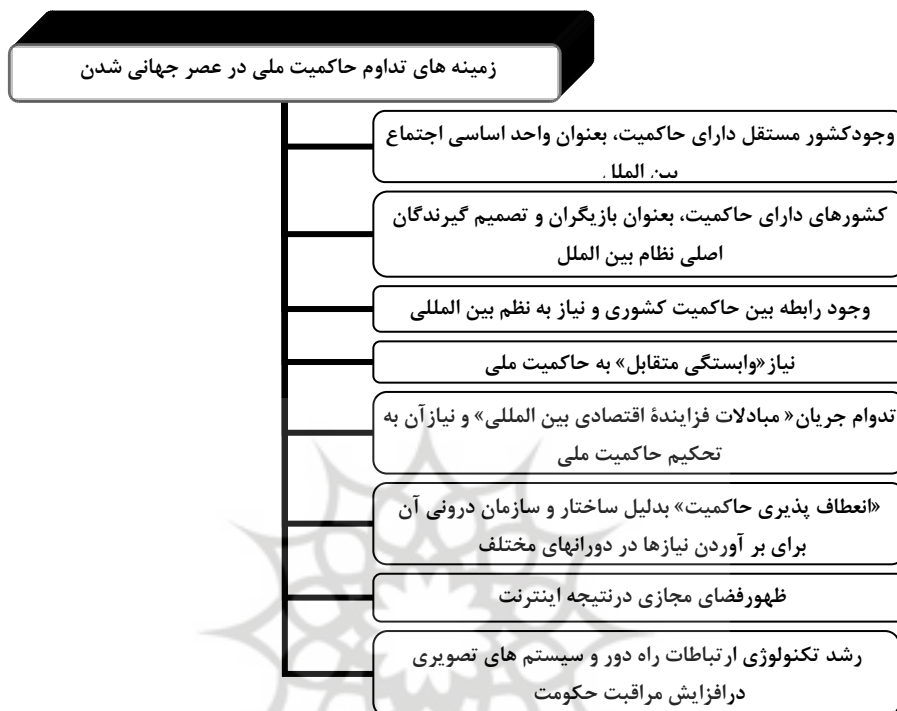 زمینه های تداوم حاکمیت ملی در عصر جهانی شدن
وجودکشور مستقل دارای حاکمیت، بعنوان واحد اساسی اجتماع
بین الملل
کشورهای دارای حاکمیت، بعنوان بازیگران و تصمیم گیرندگان
اصلی نظام بین الملل
وجود رابطه بین حاکمیت کشوری و نیاز به نظم بین المللی
نیاز«وابستگی متقابل» به حاکمیت ملی
تدوام جریان« مبادلات فزایندۀ اقتصادی بین المللی» و نیازآن به
تحکیم حاکمیت ملی
«انعطاف پذیری حاکمیت» بدلیل ساختار و سازمان درونی آن
برای بر آوردن نیازها در دورانهای مختلف
ظهورفضای مجازی درنتیجه اینترنت
رشد تکنولوژی ارتباطات راه دور و سیستم های تصویری
درافزایش مراقبت حکومت